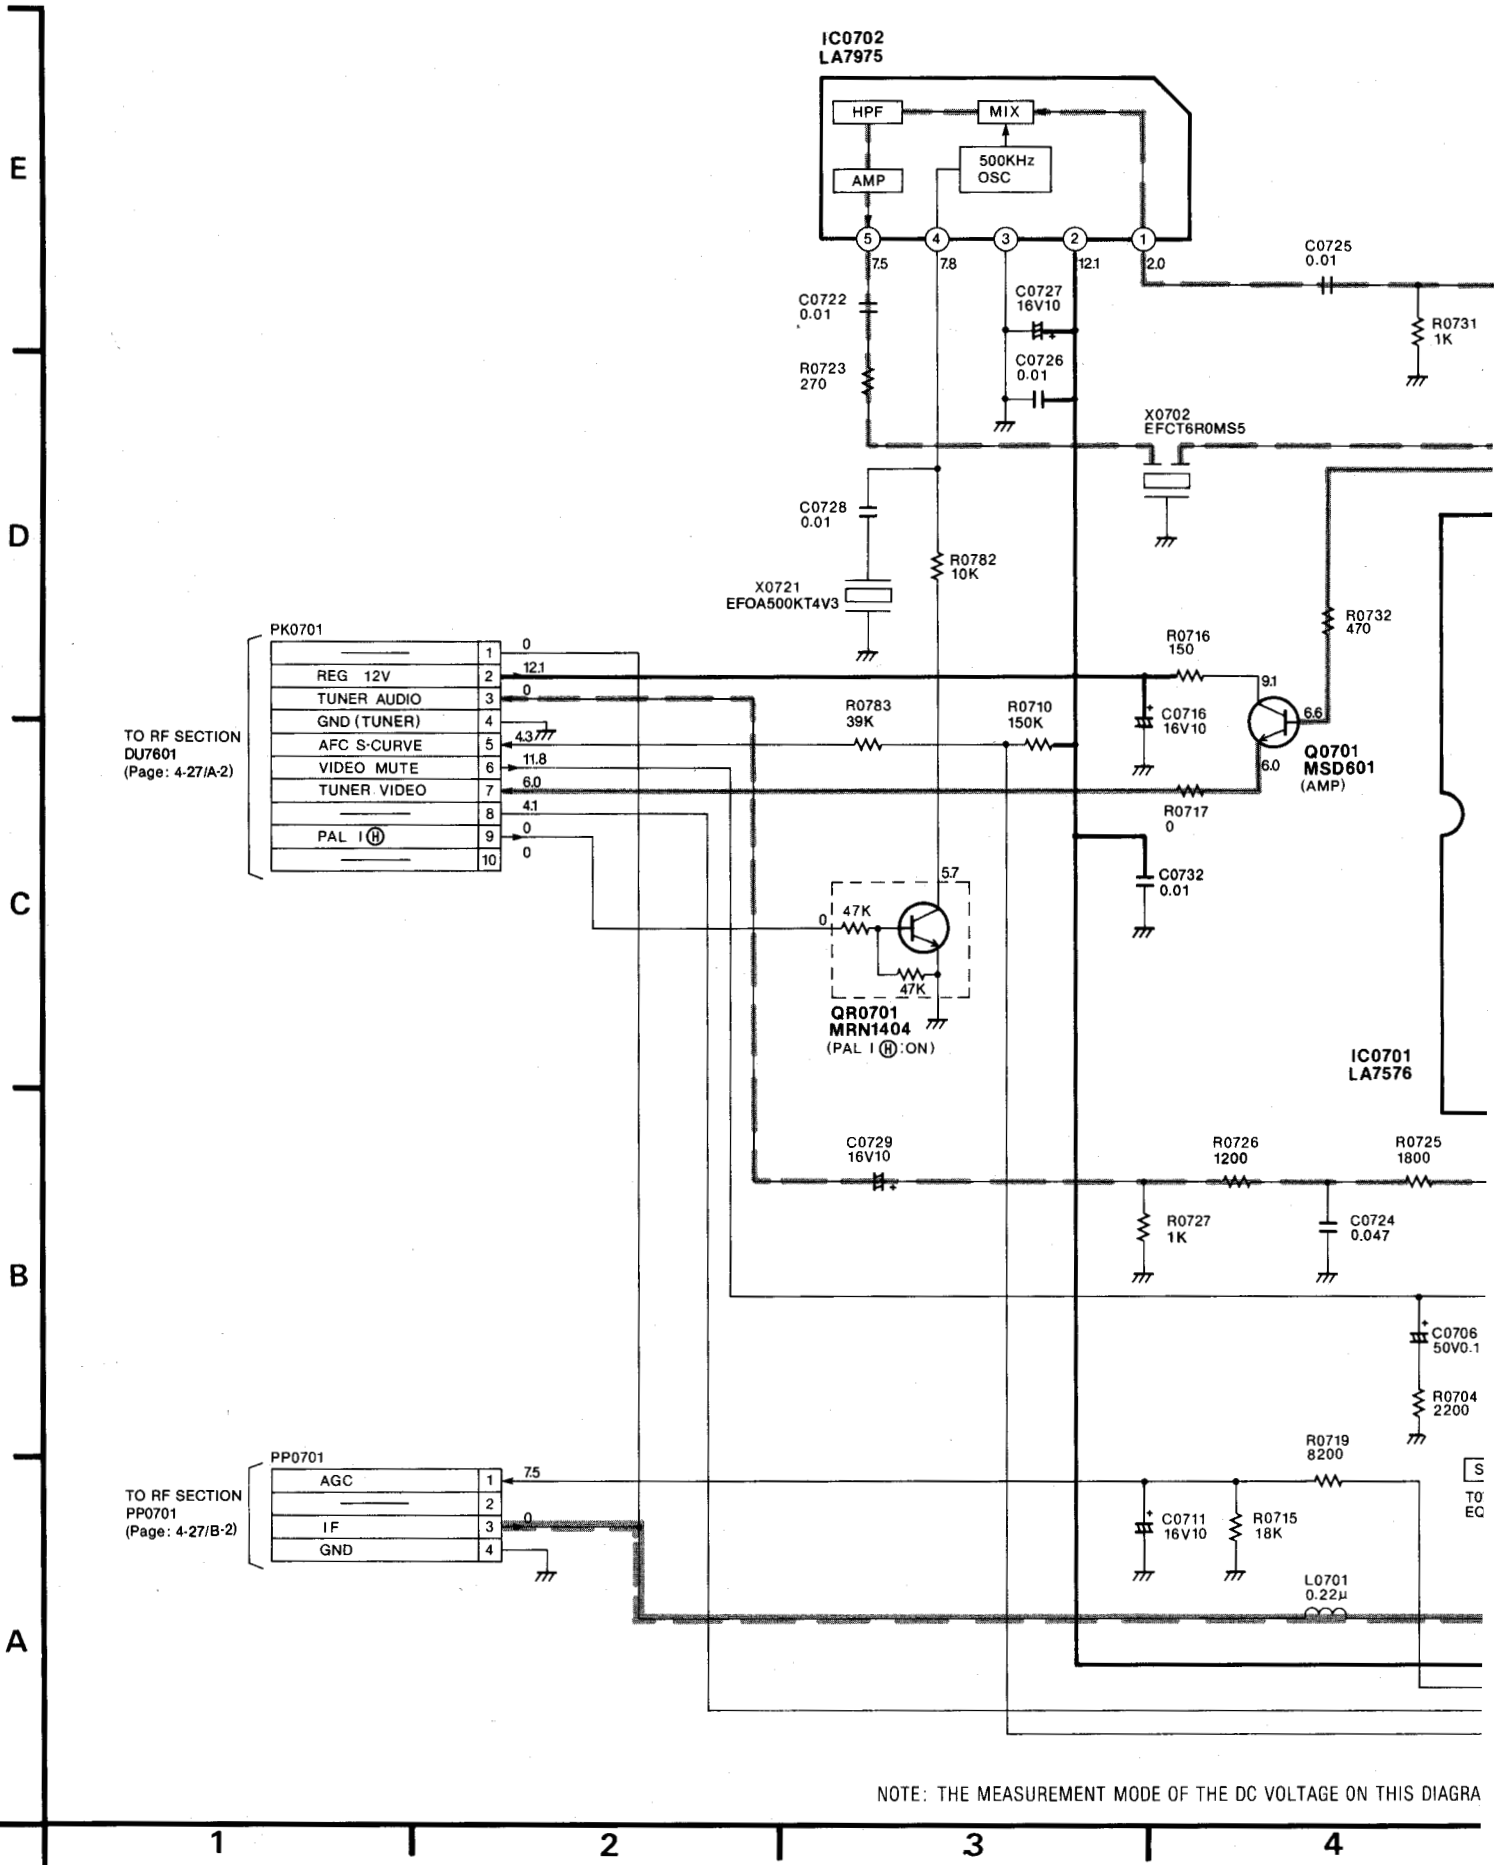 IC0702
LA7975
HPF
MIX
500KHz
OSC
AMP
E
5
4
3
2
1
7.5
7.8
12.1
2.0
C0725
0.01
C0722
0.01
C0727
16V10
R0731
1K
R0723
270
C0726
0.01
X0702
EFCT6R0MS5
C0728
0.01
D
R0782
10K
X0721
EFOA500KT4V3
R0732
470
PK0701
R0716
150
1 0
REG 12V 2 12.1
TUNER AUDIO 3 0
GND (TUNER) 4
AFC S-CURVE 5 4.3
VIDEO MUTE 6 11.8
TUNER VIDEO 7 6.0
8 4.1
PAL I Ⓗ 9 0
10 0
TO RF SECTION
DU7601
(Page: 4-27/A-2)
9.1
6.6
6.0
R0783
39K
R0710
150K
C0716
16V10
Q0701
MSD601
(AMP)
R0717
0
C
C0732
0.01
5.7
0
47K
47K
QR0701
MRN1404
(PAL I Ⓗ:ON)
IC0701
LA7576
C0729
16V10
R0726
1200
R0725
1800
R0727
1K
C0724
0.047
B
C0706
50V0.1
R0704
2200
R0719
8200
PP0701
AGC 1 7.5
2
IF 3 0
GND 4
TO RF SECTION
PP0701
(Page: 4-27/B-2)
S
TO
EQ
C0711
16V10
R0715
18K
L0701
0.22µ
A
NOTE: THE MEASUREMENT MODE OF THE DC VOLTAGE ON THIS DIAGRA
1
2
3
4